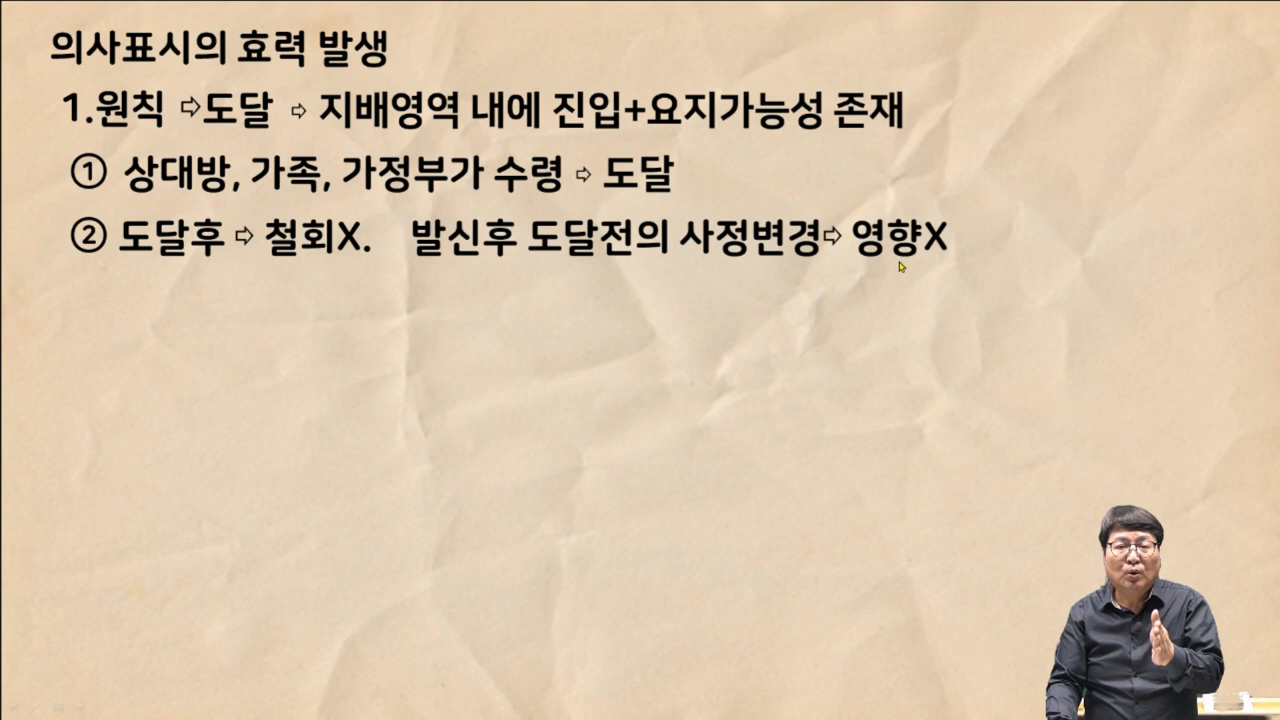 의사표시의 효력 발생
1.원칙 ⇨도달 ⇨ 지배영역 내에 진입+요지가능성 존재
① 상대방, 가족, 가정부가 수령 ⇨ 도달
② 도달후 ⇨ 철회X. 발신후 도달전의 사정변경⇨ 영향X